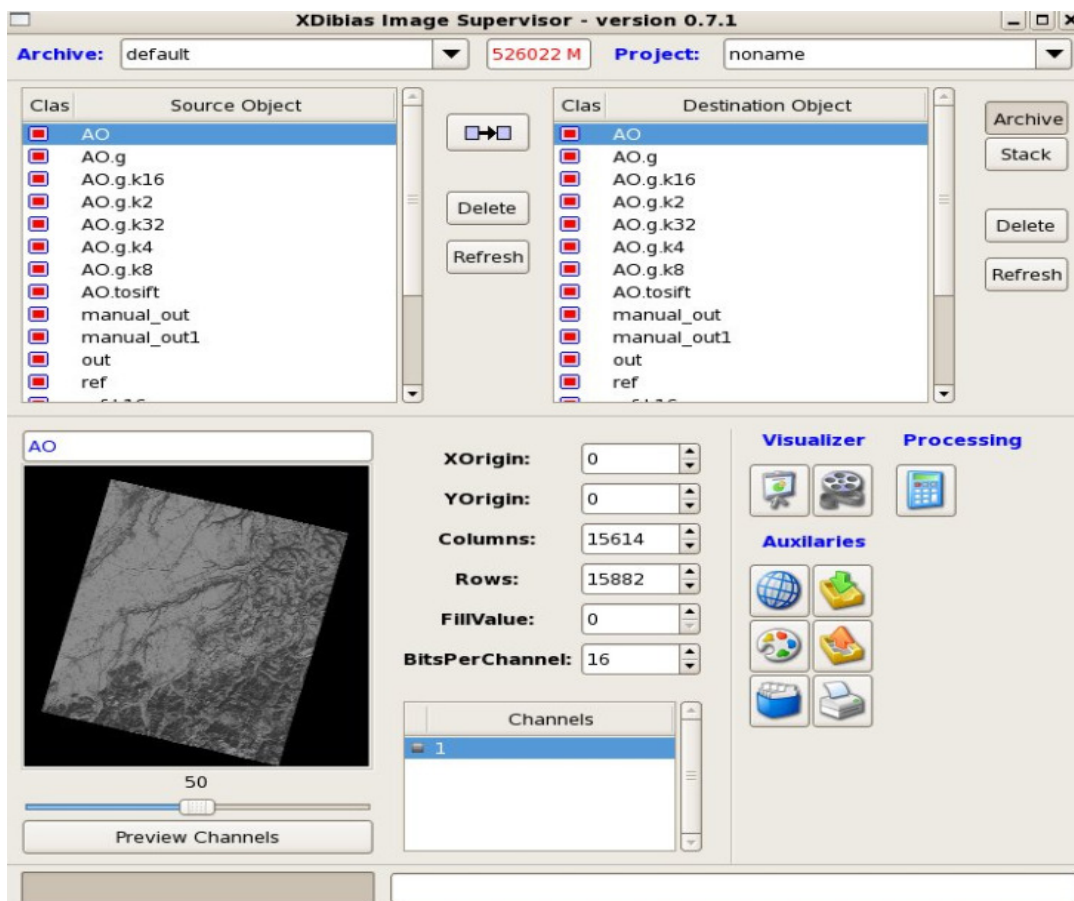 XDibias Image Supervisor - version 0.7.1
Archive: default 526022 M Project: noname
Clas Source Object
AO
AO.g
AO.g.k16
AO.g.k2
AO.g.k32
AO.g.k4
AO.g.k8
AO.tosift
manual_out
manual_out1
out
ref
Delete
Refresh
Clas Destination Object
AO
AO.g
AO.g.k16
AO.g.k2
AO.g.k32
AO.g.k4
AO.g.k8
AO.tosift
manual_out
manual_out1
out
ref
Archive
Stack
Delete
Refresh
AO
50
Preview Channels
XOrigin: 0
YOrigin: 0
Columns: 15614
Rows: 15882
FillValue: 0
BitsPerChannel: 16
Channels
1
Visualizer Processing
Auxilaries